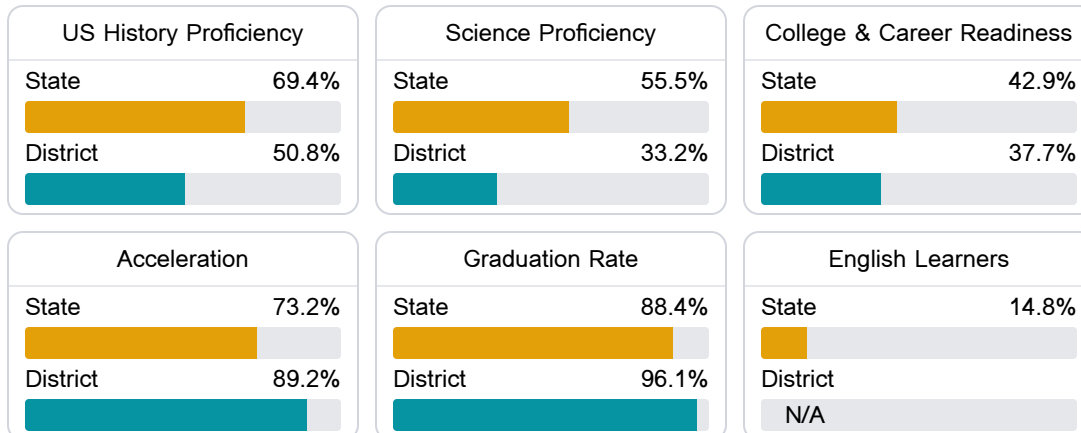 US History Proficiency
State 69.4%
District 50.8%
Science Proficiency
State 55.5%
District 33.2%
College & Career Readiness
State 42.9%
District 37.7%
Acceleration
State 73.2%
District 89.2%
Graduation Rate
State 88.4%
District 96.1%
English Learners
State 14.8%
District
N/A